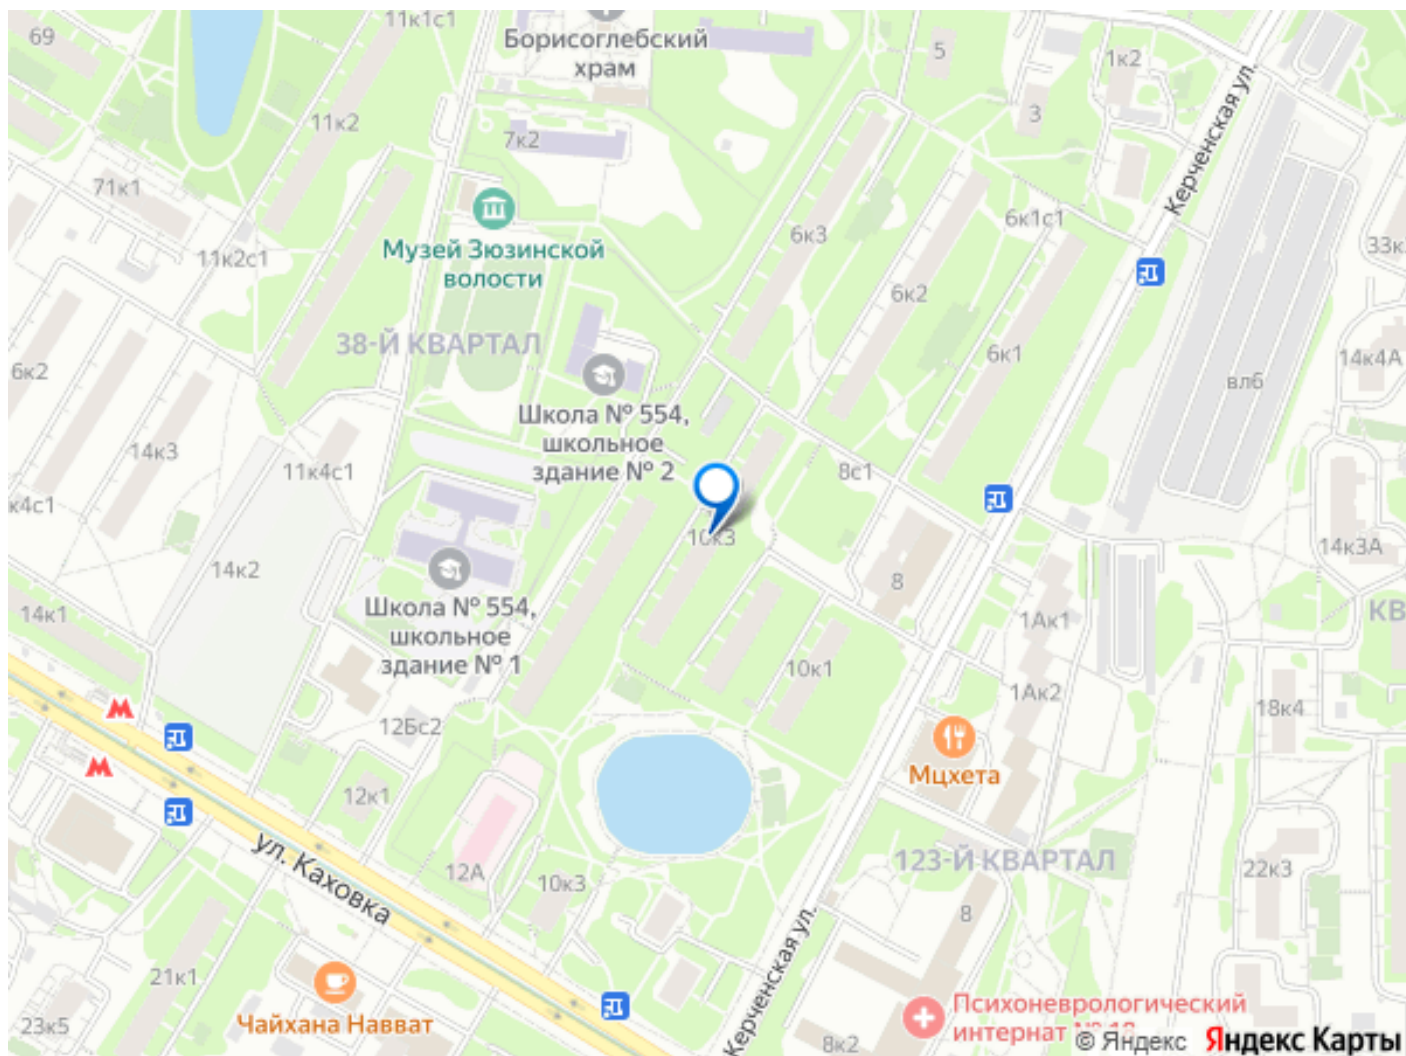 11к1с1
69
Борисоглебский
храм
5
1к2
Керченская ул.
11к2
7к2
3
71к1
Музей Зюзинской
волости
11к2с1
6к3
6к1с1
33к
6к2
38-Й КВАРТАЛ
6к1
14к4А
6к2
вл6
Школа № 554,
школьное
здание № 2
14к3
11к4с1
8с1
к4с1
10к3
14к3А
14к2
8
Школа № 554,
школьное
здание № 1
14к1
1Ак1
КВ
10к1
1Ак2
18к4
12Бс2
Мцхета
12к1
ул. Каховка
12А
10к3
123-Й КВАРТАЛ
22к3
8
Керченская ул.
21к1
Чайхана Навват
23к5
Психоневрологический
интернат №
8к2
© Яндекс Яндекс Карты